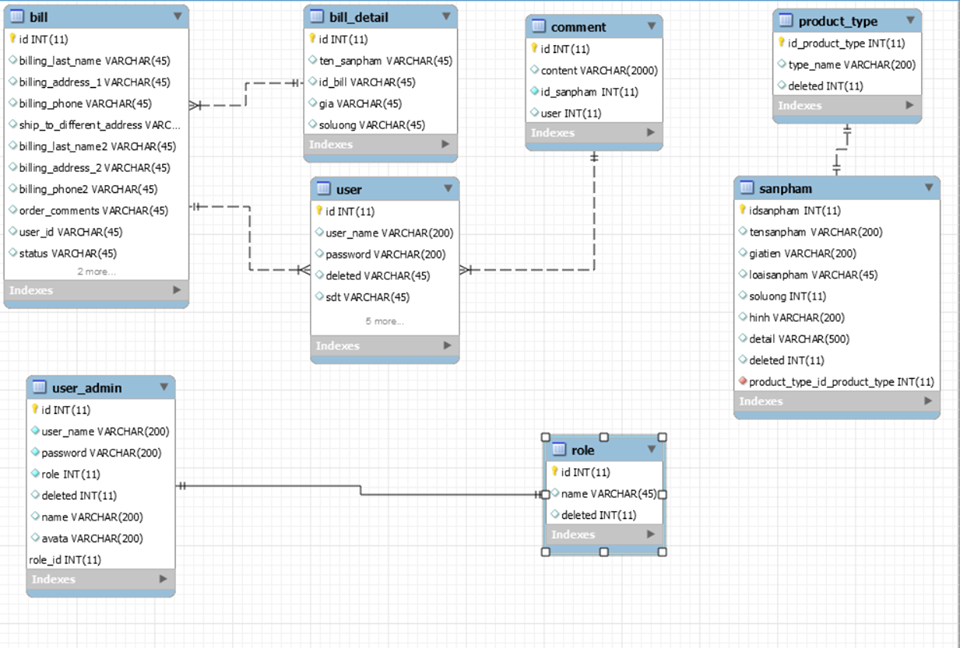 bill
id INT(11)
billing_last_name VARCHAR(45)
billing_address_1 VARCHAR(45)
billing_phone VARCHAR(45)
ship_to_different_address VARC...
billing_last_name2 VARCHAR(45)
billing_address_2 VARCHAR(45)
billing_phone2 VARCHAR(45)
order_comments VARCHAR(45)
user_id VARCHAR(45)
status VARCHAR(45)
2 more...
Indexes
bill_detail
id INT(11)
ten_sanpham VARCHAR(45)
id_bill VARCHAR(45)
gia VARCHAR(45)
soluong VARCHAR(45)
Indexes
comment
id INT(11)
content VARCHAR(2000)
id_sanpham INT(11)
user INT(11)
Indexes
product_type
id_product_type INT(11)
type_name VARCHAR(200)
deleted INT(11)
Indexes
user
id INT(11)
user_name VARCHAR(200)
password VARCHAR(200)
deleted VARCHAR(45)
sdt VARCHAR(45)
5 more...
Indexes
sanpham
idsanpham INT(11)
tensanpham VARCHAR(200)
giatien VARCHAR(200)
loaisanpham VARCHAR(45)
soluong INT(11)
hinh VARCHAR(200)
detail VARCHAR(500)
deleted INT(11)
product_type_id_product_type INT(11)
Indexes
user_admin
id INT(11)
user_name VARCHAR(200)
password VARCHAR(200)
role INT(11)
deleted INT(11)
name VARCHAR(200)
avata VARCHAR(200)
role_id INT(11)
Indexes
role
id INT(11)
name VARCHAR(45)
deleted INT(11)
Indexes